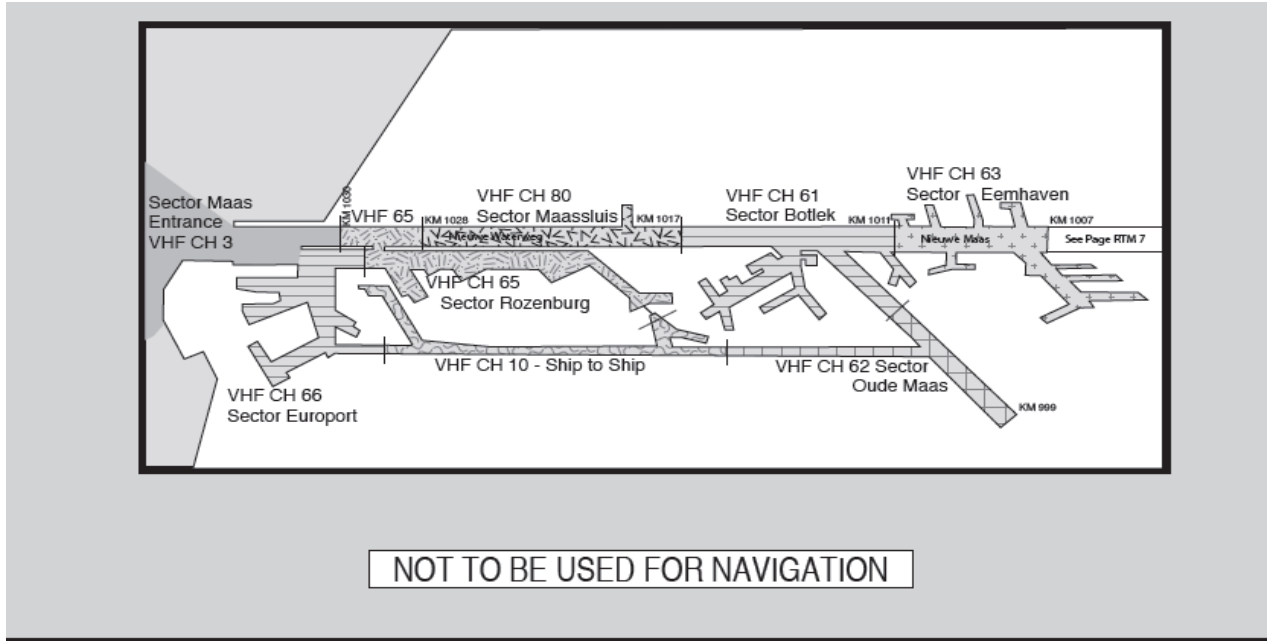 Sector Maas
Entrance
VHF CH 3
KM 1030
VHF 65
KM 1028
VHF CH 80
Sector Maassluis
KM 1017
Nieuwe Waterweg
VHF CH 61
Sector Botlek
KM 1011
VHF CH 63
Sector Eemhaven
KM 1007
Nieuwe Maas
See Page RTM 7
VHF CH 65
Sector Rozenburg
VHF CH 10 - Ship to Ship
VHF CH 62 Sector
Oude Maas
KM 999
VHF CH 66
Sector Europort
NOT TO BE USED FOR NAVIGATION